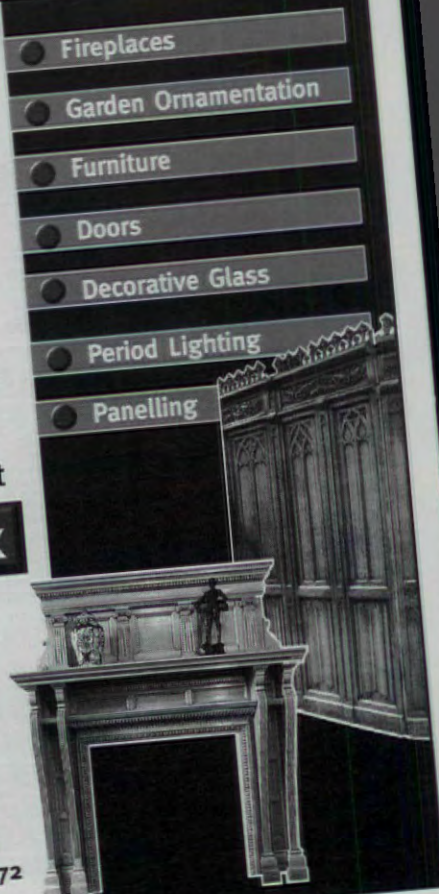 Fireplaces
Garden Ornamentation
Furniture
Doors
Decorative Glass
Period Lighting
Panelling
t
72